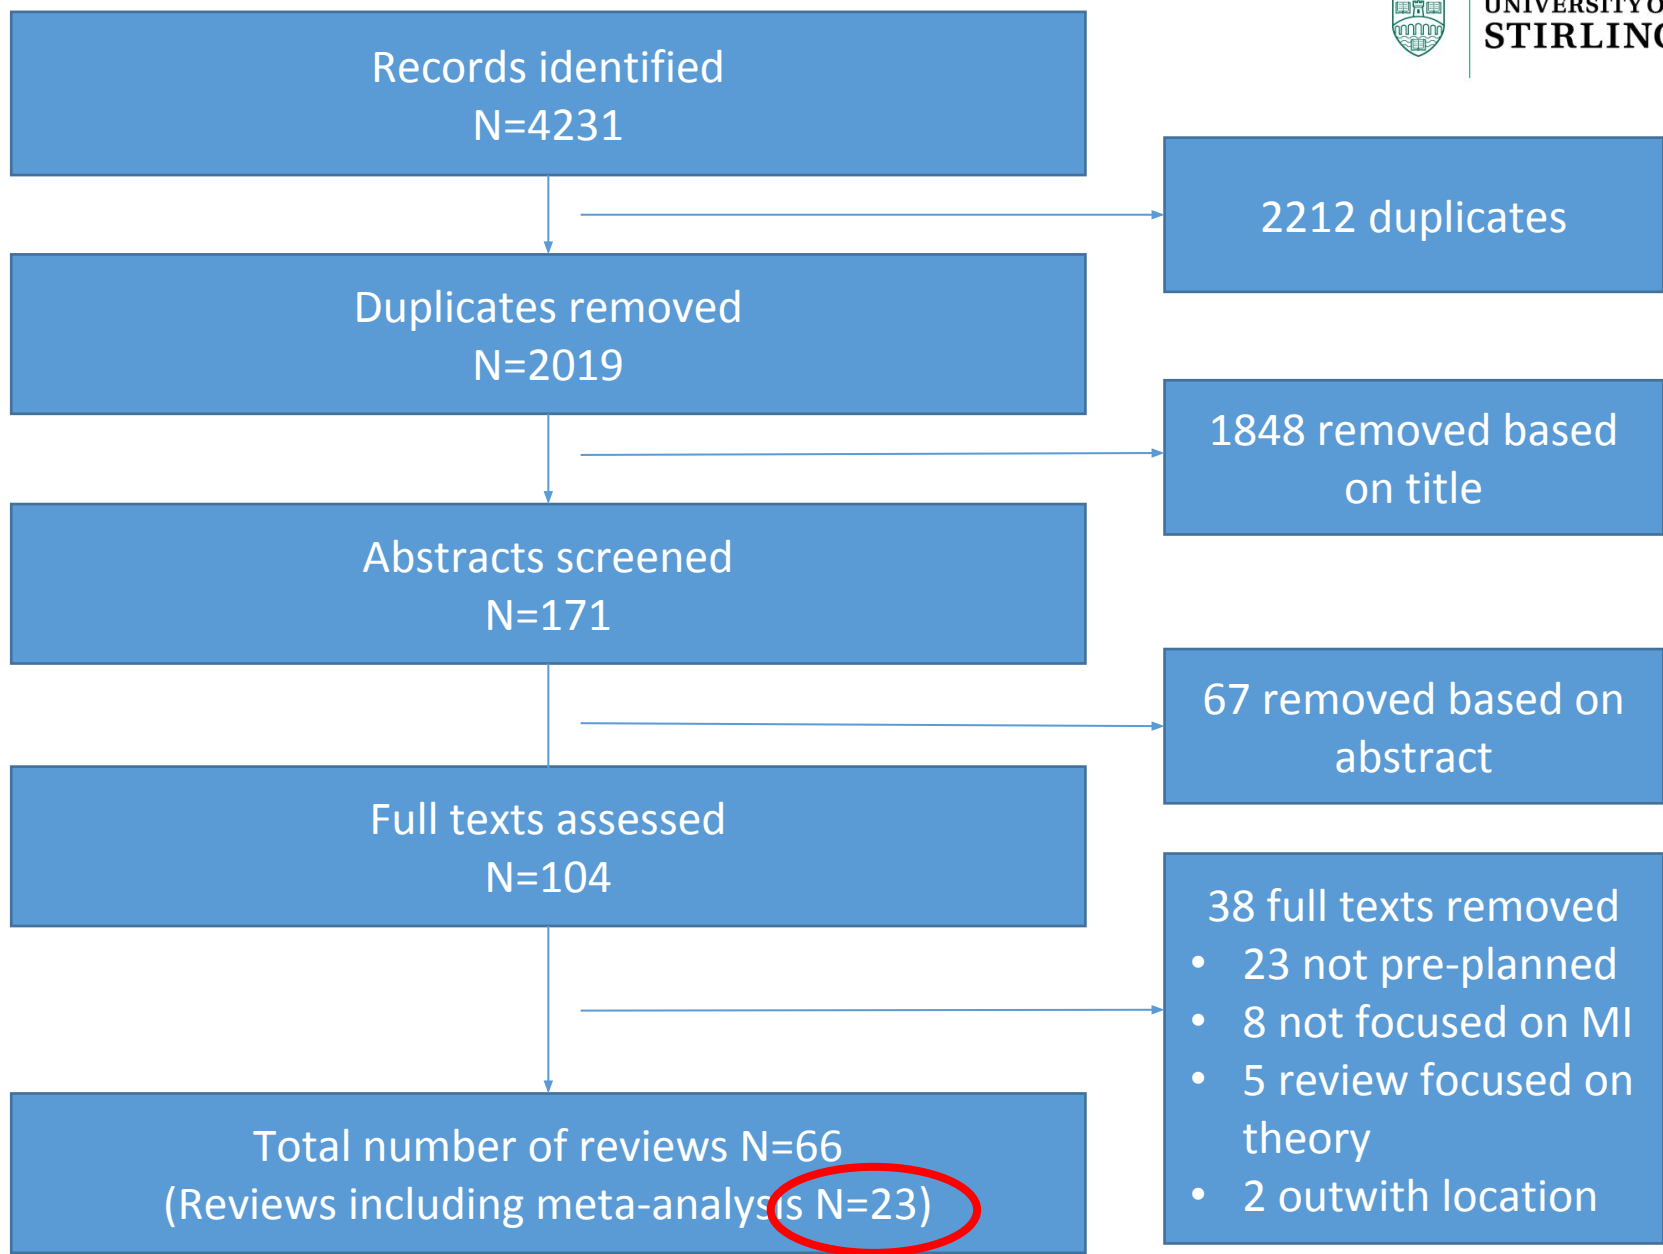 UNIVERSITY O
STIRLING
Records identified
N=4231
2212 duplicates
Duplicates removed
N=2019
1848 removed based
on title
Abstracts screened
N=171
67 removed based on
abstract
Full texts assessed
N=104
38 full texts removed
• 23 not pre-planned
• 8 not focused on MI
• 5 review focused on
theory
• 2 outwith location
Total number of reviews N=66
(Reviews including meta-analysis N=23)